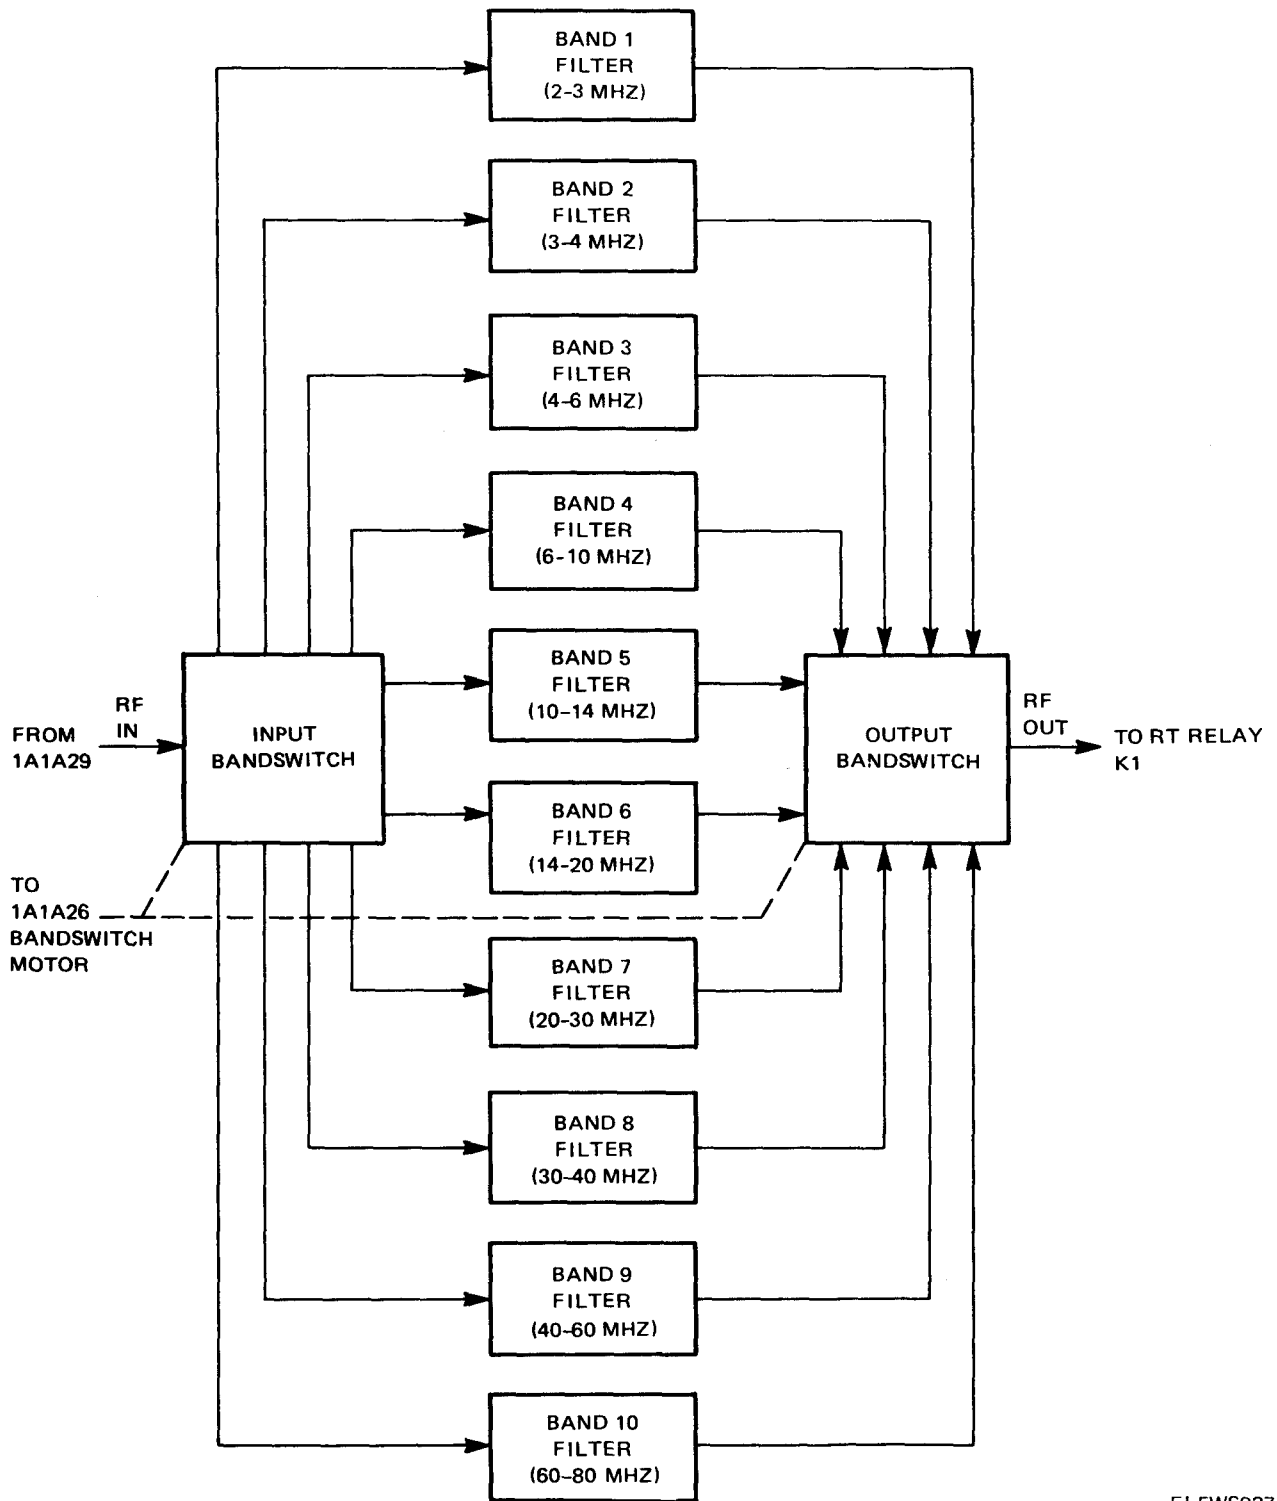 BAND 1
FILTER
(2-3 MHZ)
BAND 2
FILTER
(3-4 MHZ)
BAND 3
FILTER
(4-6 MHZ)
BAND 4
FILTER
(6-10 MHZ)
BAND 5
FILTER
(10-14 MHZ)
RF
IN
FROM
1A1A29
INPUT
BANDSWITCH
OUTPUT
BANDSWITCH
RF
OUT
TO RT RELAY
K1
BAND 6
FILTER
(14-20 MHZ)
TO
1A1A26
BANDSWITCH
MOTOR
BAND 7
FILTER
(20-30 MHZ)
BAND 8
FILTER
(30-40 MHZ)
BAND 9
FILTER
(40-60 MHZ)
BAND 10
FILTER
(60-80 MHZ)